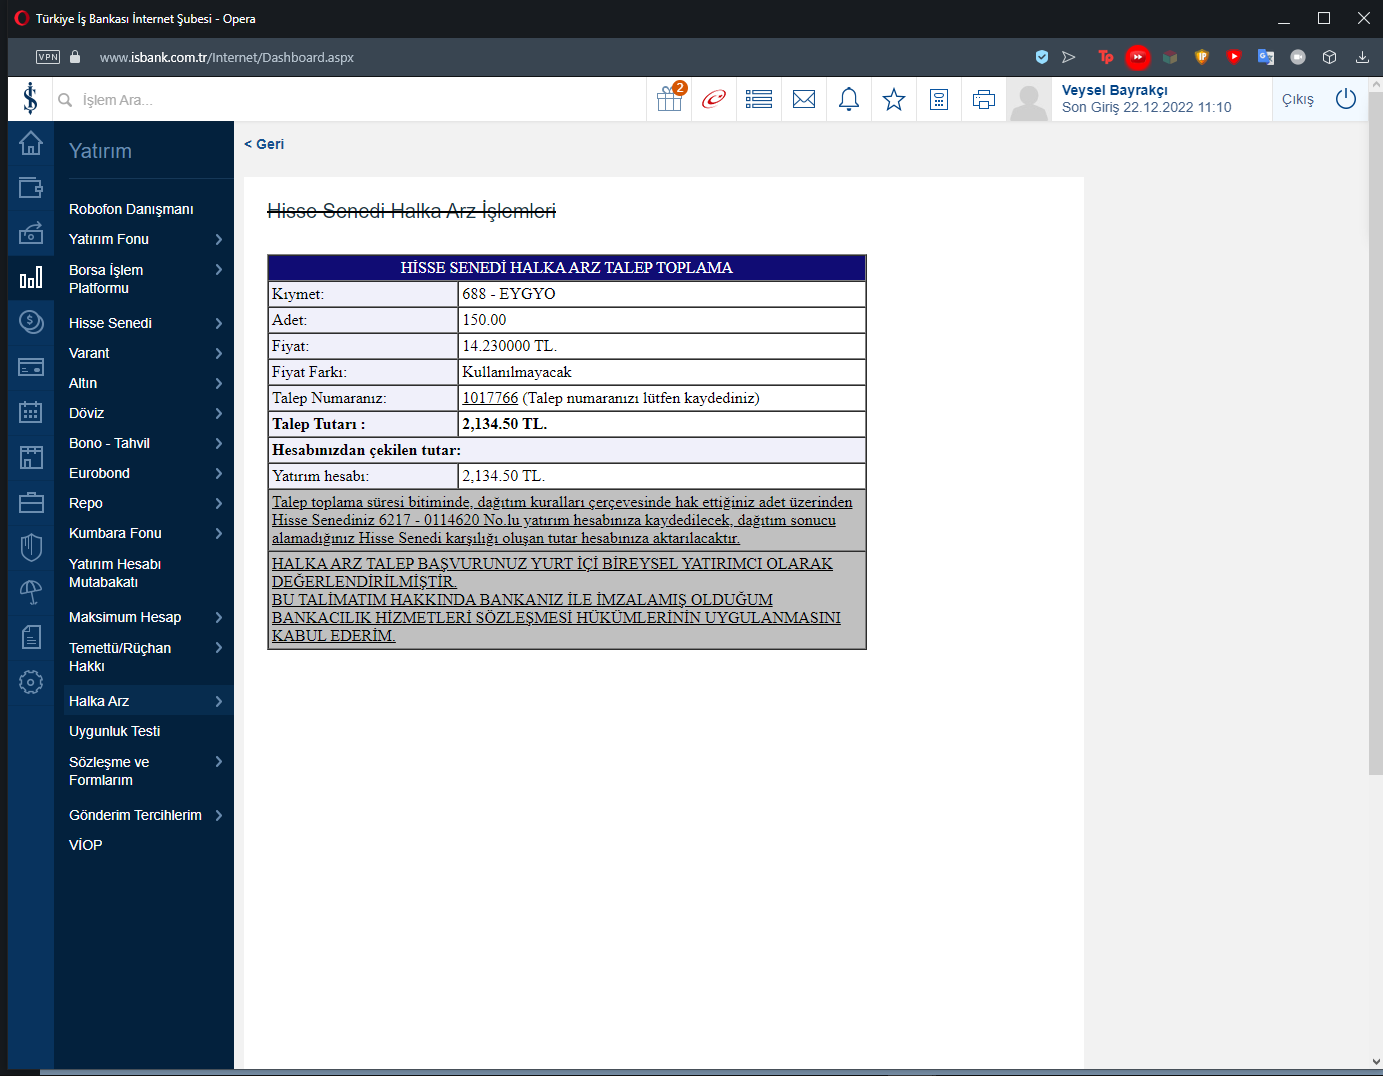 Türkiye İş Bankası İnternet Şubesi - Opera
VPN
www.isbank.com.tr/Internet/Dashboard.aspx
Tp
İşlem Ara...
2
Veysel Bayrakçı
Son Giriş 22.12.2022 11:10
Çıkış
Yatırım
Robofon Danışmanı
Yatırım Fonu
Borsa İşlem
Platformu
Hisse Senedi
Varant
Altın
Döviz
Bono - Tahvil
Eurobond
Repo
Kumbara Fonu
Yatırım Hesabı
Mutabakatı
Maksimum Hesap
Temettü/Rüçhan
Hakkı
Halka Arz
Uygunluk Testi
Sözleşme ve
Formlarım
Gönderim Tercihlerim
VİOP
< Geri
Hisse Senedi Halka Arz İşlemleri
HİSSE SENEDİ HALKA ARZ TALEP TOPLAMA
Kıymet: 688 - EYGYO
Adet: 150.00
Fiyat: 14.230000 TL.
Fiyat Farkı: Kullanılmayacak
Talep Numaranız: 1017766 (Talep numaranızı lütfen kaydediniz)
Talep Tutarı : 2,134.50 TL.
Hesabınızdan çekilen tutar:
Yatırım hesabı: 2,134.50 TL.
Talep toplama süresi bitiminde, dağıtım kuralları çerçevesinde hak ettiğiniz adet üzerinden
Hisse Senediniz 6217 - 0114620 No.lu yatırım hesabınıza kaydedilecek, dağıtım sonucu
alamadığınız Hisse Senedi karşılığı oluşan tutar hesabınıza aktarılacaktır.
HALKA ARZ TALEP BAŞVURUNUZ YURT İÇİ BİREYSEL YATIRIMCI OLARAK
DEĞERLENDİRİLMİŞTİR.
BU TALİMATIM HAKKINDA BANKANIZ İLE İMZALAMIŞ OLDUĞUM
BANKACILIK HİZMETLERİ SÖZLEŞMESİ HÜKÜMLERİNİN UYGULANMASINI
KABUL EDERİM.